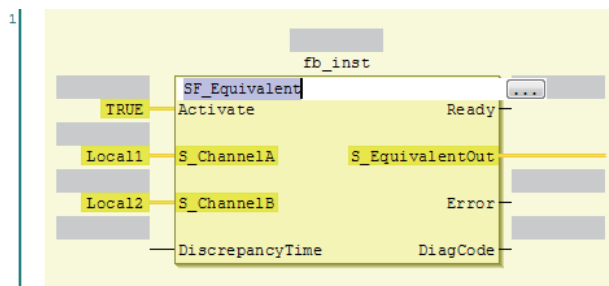 1
fb_inst
SF_Equivalent
...
TRUE Activate Ready
Local1 S_ChannelA S_EquivalentOut
Local2 S_ChannelB Error
DiscrepancyTime DiagCode